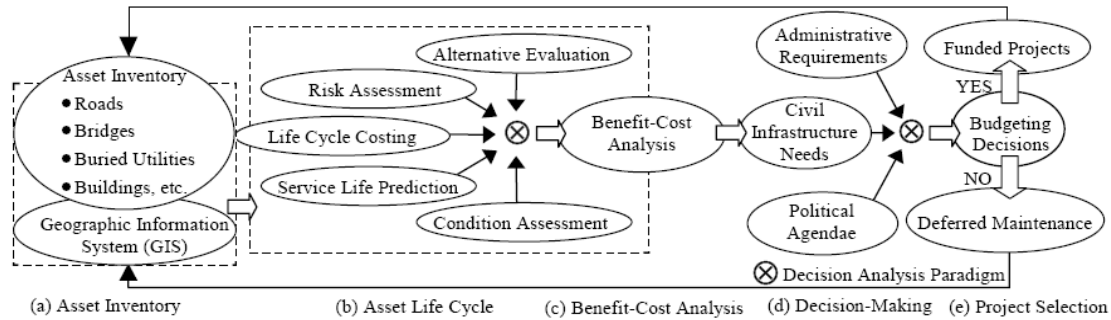 Asset Inventory
● Roads
● Bridges
● Buried Utilities
● Buildings, etc.
Geographic Information
System (GIS)
Alternative Evaluation
Risk Assessment
Life Cycle Costing
Service Life Prediction
Condition Assessment
Benefit-Cost
Analysis
Administrative
Requirements
Civil
Infrastructure
Needs
Political
Agendae
Funded Projects
YES
Budgeting
Decisions
NO
Deferred Maintenance
Decision Analysis Paradigm
(a) Asset Inventory
(b) Asset Life Cycle
(c) Benefit-Cost Analysis
(d) Decision-Making
(e) Project Selection